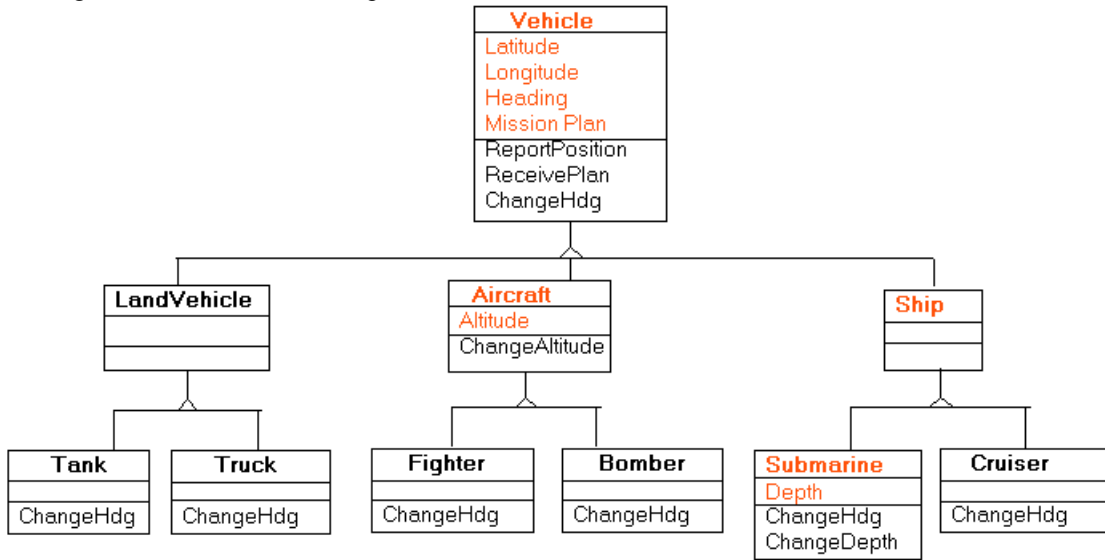 Vehicle
Latitude
Longitude
Heading
Mission Plan
ReportPosition
ReceivePlan
ChangeHdg
LandVehicle
Aircraft
Altitude
ChangeAltitude
Ship
Tank
ChangeHdg
Truck
ChangeHdg
Fighter
ChangeHdg
Bomber
ChangeHdg
Submarine
Depth
ChangeHdg
ChangeDepth
Cruiser
ChangeHdg